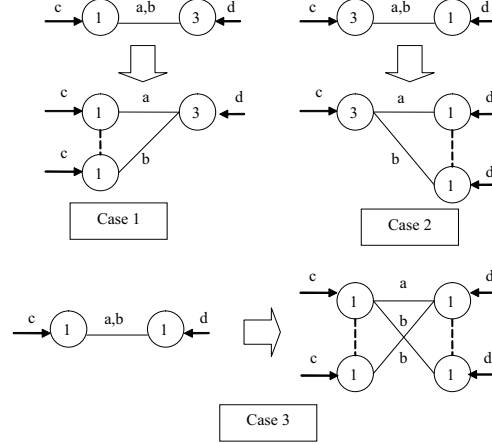 c 1 a,b 3 d
c 3 a,b 1 d
c 1 a 3 d
c 1 b
Case 1
c 3 a 1 d
b 1 d
Case 2
c 1 a,b 1 d
c 1 a 1 d
b
b
c 1 1 d
Case 3